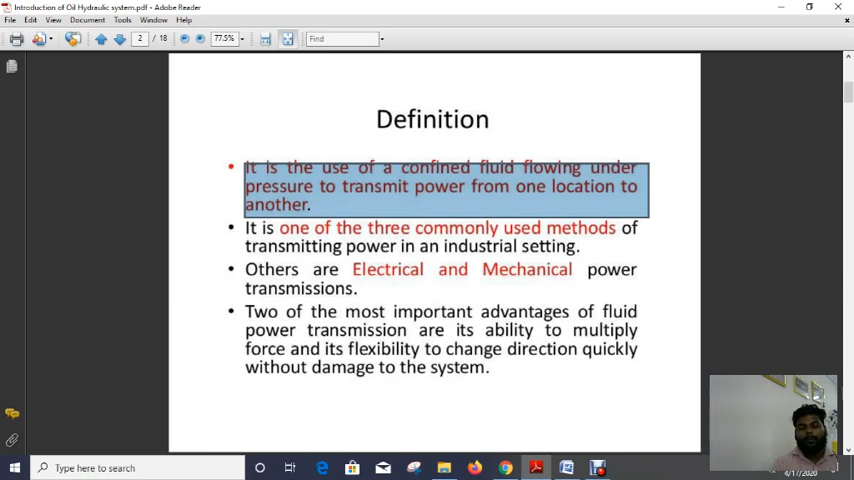 Introduction of Oil Hydraulic system.pdf - Adobe Reader
File Edit View Document Tools Window Help
2 / 18 77.5% Find
Definition
• It is the use of a confined fluid flowing under
pressure to transmit power from one location to
another.
• It is one of the three commonly used methods of
transmitting power in an industrial setting.
• Others are Electrical and Mechanical power
transmissions.
• Two of the most important advantages of fluid
power transmission are its ability to multiply
force and its flexibility to change direction quickly
without damage to the system.
Type here to search
4/17/2020